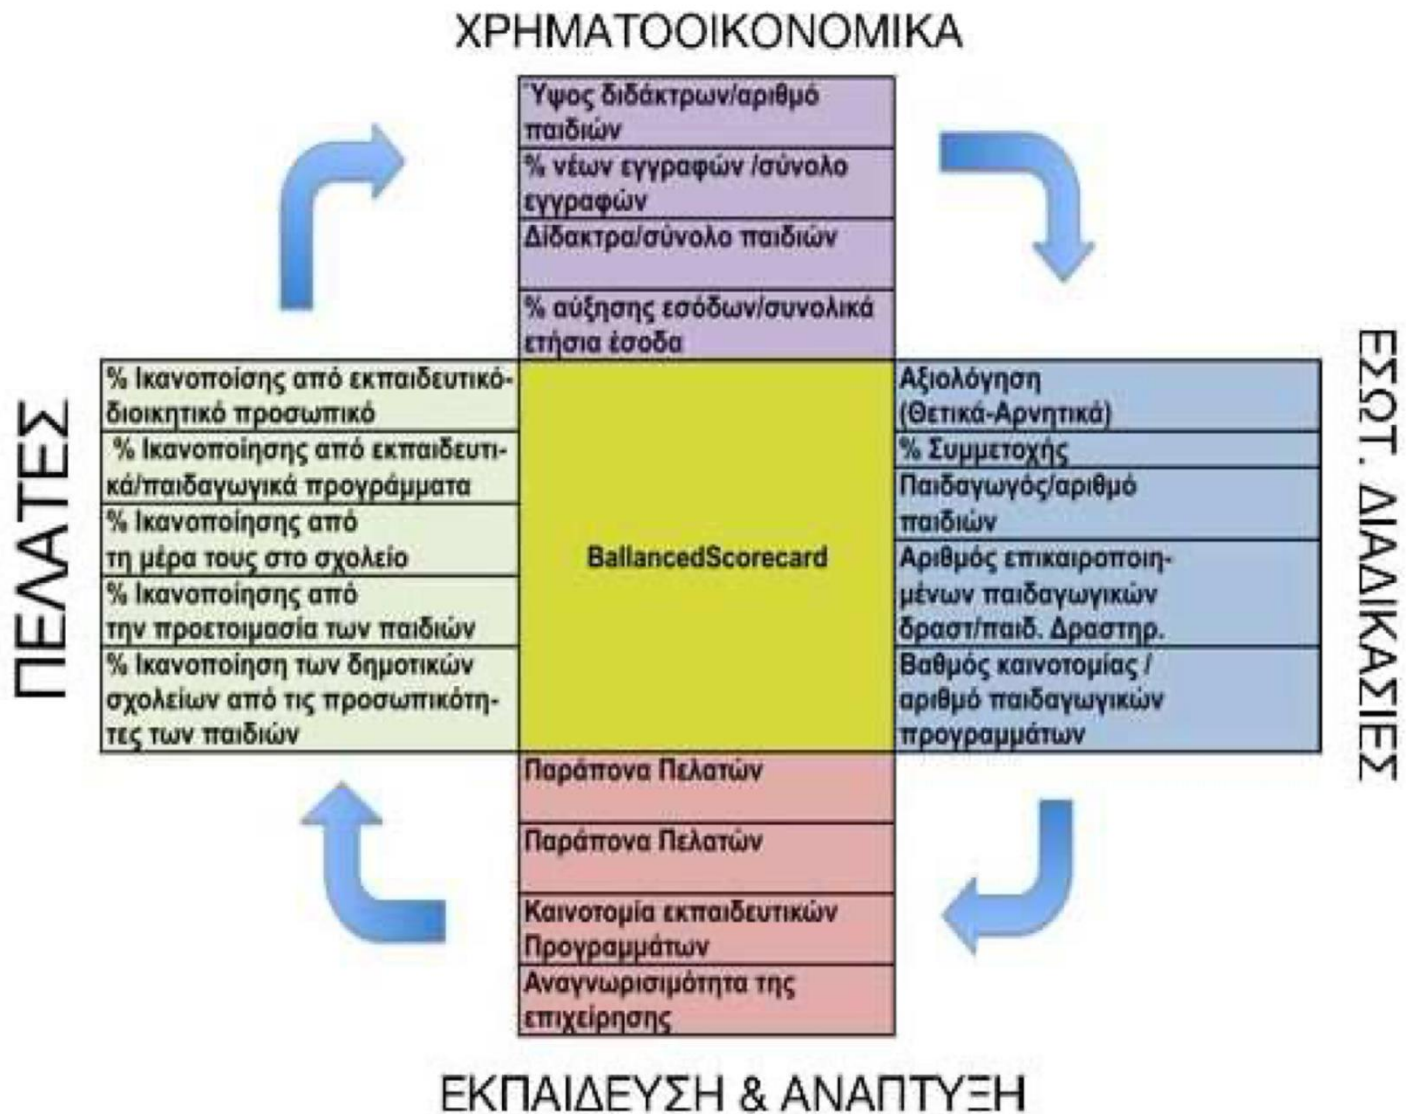 ΧΡΗΜΑΤΟΟΙΚΟΝΟΜΙΚΑ
Ύψος διδάκτρων/αριθμό
παιδιών
% νέων εγγραφών /σύνολο
εγγραφών
Δίδακτρα/σύνολο παιδιών
% αύξησης εσόδων/συνολικά
ετήσια έσοδα
ΠΕΛΑΤΕΣ
% Ικανοποίσης από εκπαιδευτικό-
διοικητικό προσωπικό
% Ικανοποίησης από εκπαιδευτι-
κά/παιδαγωγικά προγράμματα
% Ικανοποίησης από
τη μέρα τους στο σχολείο
% Ικανοποίησης από
την προετοιμασία των παιδιών
% Ικανοποίηση των δημοτικών
σχολείων από τις προσωπικότη-
τες των παιδιών
BallancedScorecard
Αξιολόγηση
(Θετικά-Αρνητικά)
% Συμμετοχής
Παιδαγωγός/αριθμό
παιδιών
Αριθμός επικαιροποιη-
μένων παιδαγωγικών
δραστ/παιδ. Δραστηρ.
Βαθμός καινοτομίας /
αριθμό παιδαγωγικών
προγραμμάτων
ΕΣΩΤ. ΔΙΑΔΙΚΑΣΙΕΣ
Παράπονα Πελατών
Παράπονα Πελατών
Καινοτομία εκπαιδευτικών
Προγραμμάτων
Αναγνωρισιμότητα της
επιχείρησης
ΕΚΠΑΙΔΕΥΣΗ & ΑΝΑΠΤΥΞΗ